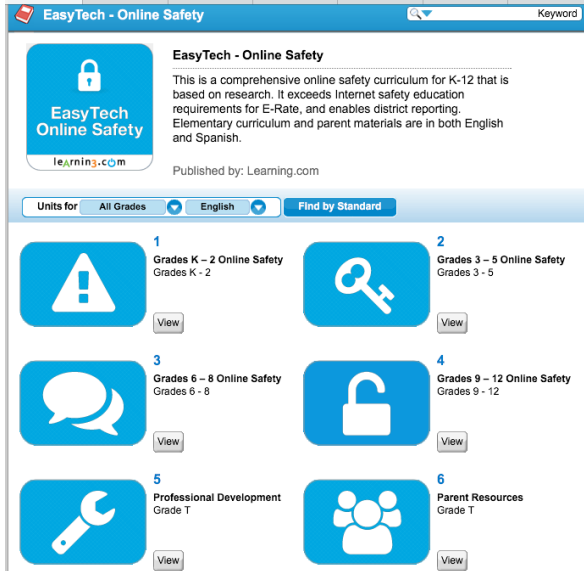 EasyTech - Online Safety
Keyword
EasyTech
Online Safety
leArnin3.com
EasyTech - Online Safety
This is a comprehensive online safety curriculum for K-12 that is
based on research. It exceeds Internet safety education
requirements for E-Rate, and enables district reporting.
Elementary curriculum and parent materials are in both English
and Spanish.
Published by: Learning.com
Units for All Grades English Find by Standard
1
Grades K – 2 Online Safety
Grades K - 2
View
2
Grades 3 – 5 Online Safety
Grades 3 - 5
View
3
Grades 6 – 8 Online Safety
Grades 6 - 8
View
4
Grades 9 – 12 Online Safety
Grades 9 - 12
View
5
Professional Development
Grade T
View
6
Parent Resources
Grade T
View